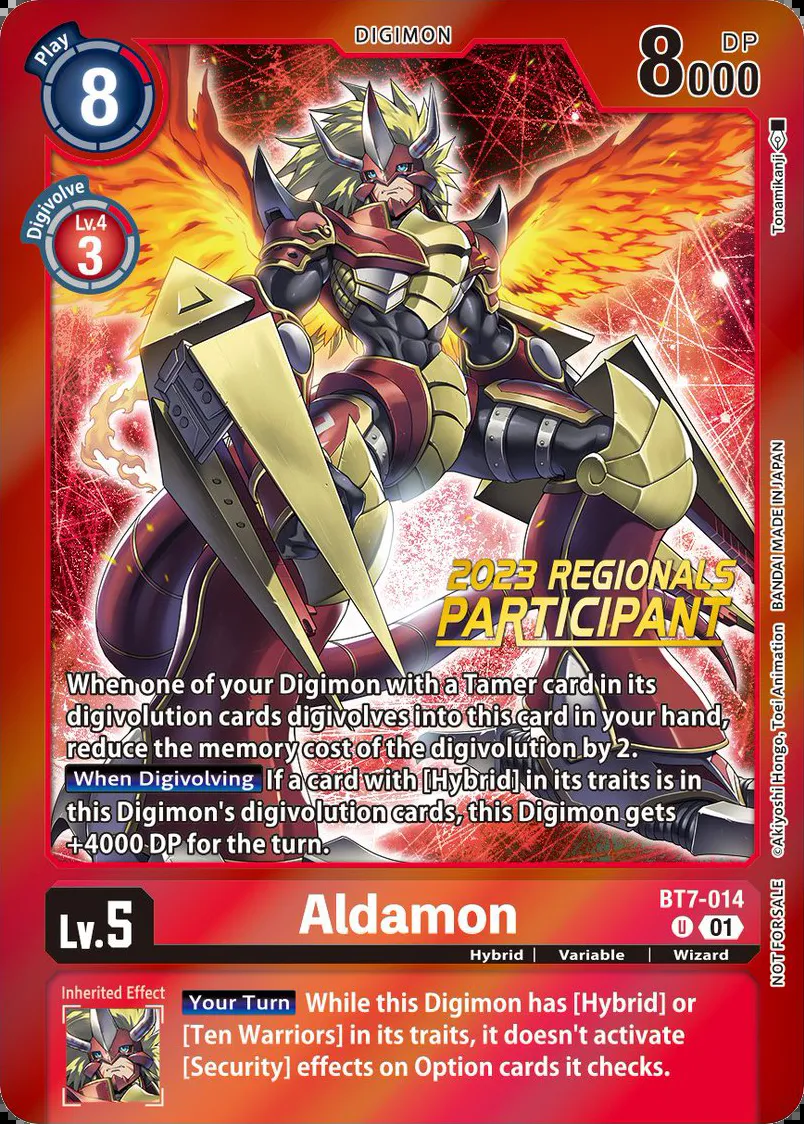 DIGIMON
Play
8
DP
8000
Digivolve
Lv.4
3
Tonamikanji
2023 REGIONALS
PARTICIPANT
When one of your Digimon with a Tamer card in its
digivolution cards digivolves into this card in your hand,
reduce the memory cost of the digivolution by 2.
When Digivolving If a card with [Hybrid] in its traits is in
this Digimon's digivolution cards, this Digimon gets
+4000 DP for the turn.
©Akiyoshi Hongo, Toei Animation BANDAI MADE IN JAPAN
NOT FOR SALE
Lv.5
Aldamon
BT7-014
U 01
Hybrid | Variable | Wizard
Inherited Effect
Your Turn While this Digimon has [Hybrid] or
[Ten Warriors] in its traits, it doesn't activate
[Security] effects on Option cards it checks.